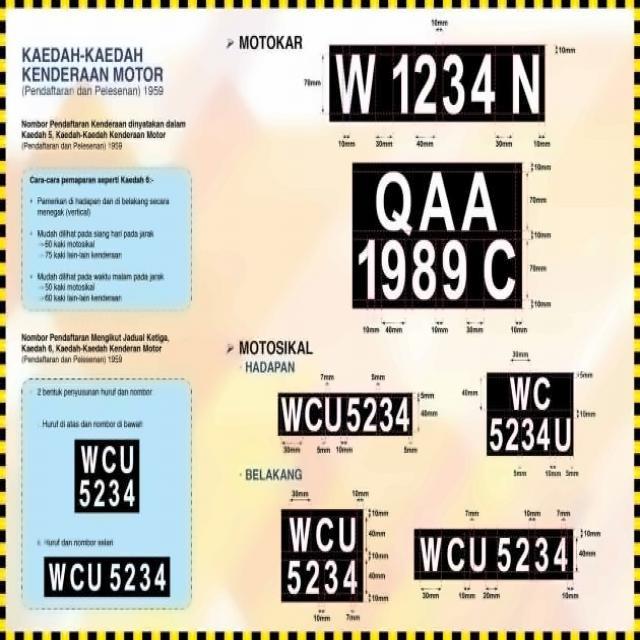 KAEDAH-KAEDAH
KENDERAAN MOTOR
(Pendaftaran dan Pelesenan) 1959
Nombor Pendaftaran Kenderaan dinyatakan dalam
Kaedah 5, Kaedah-Kaedah Kenderaan Motor
(Pendaftaran dan Pelesenan) 1959
Cara-cara pemaparan seperti Kaedah 6:-
Pamerkan di hadapan dan di belakang secara
menegak (vertical)
Mudah dilihat pada siang hari pada jarak
60 kaki motosikal
75 kaki lain-lain kenderaan
Mudah dilihat pada waktu malam pada jarak
50 kaki motosikal
60 kaki lain-lain kenderaan
Nombor Pendaftaran Mengikut Jadual Ketiga,
Kaedah 6, Kaedah-Kaedah Kenderan Motor
(Pendaftaran dan Pelesenan) 1959
2 bentuk penyusunan huruf dan nombor
Huruf di atas dan nombor di bawah
WCU
5234
Huruf dan nombor selari
WCU 5234
MOTOKAR
10mm
10mm
70mm
W 1234 N
10mm 30mm 40mm 30mm 10mm
QAA
1989 C
10mm
70mm
10mm
70mm
10mm
10mm 40mm 10mm 30mm 10mm
MOTOSIKAL
HADAPAN
7mm 5mm
WCU5234
5mm
40mm
30mm 5mm 10mm 5mm
30mm
5mm
40mm
WC
5234U
10mm
5mm 10mm 5mm
BELAKANG
30mm 10mm
WCU
5234
10mm
40mm
10mm
40mm
10mm
10mm 7mm
7mm 10mm 7mm
WCU 5234
10mm
40mm
30mm 10mm 20mm 10mm